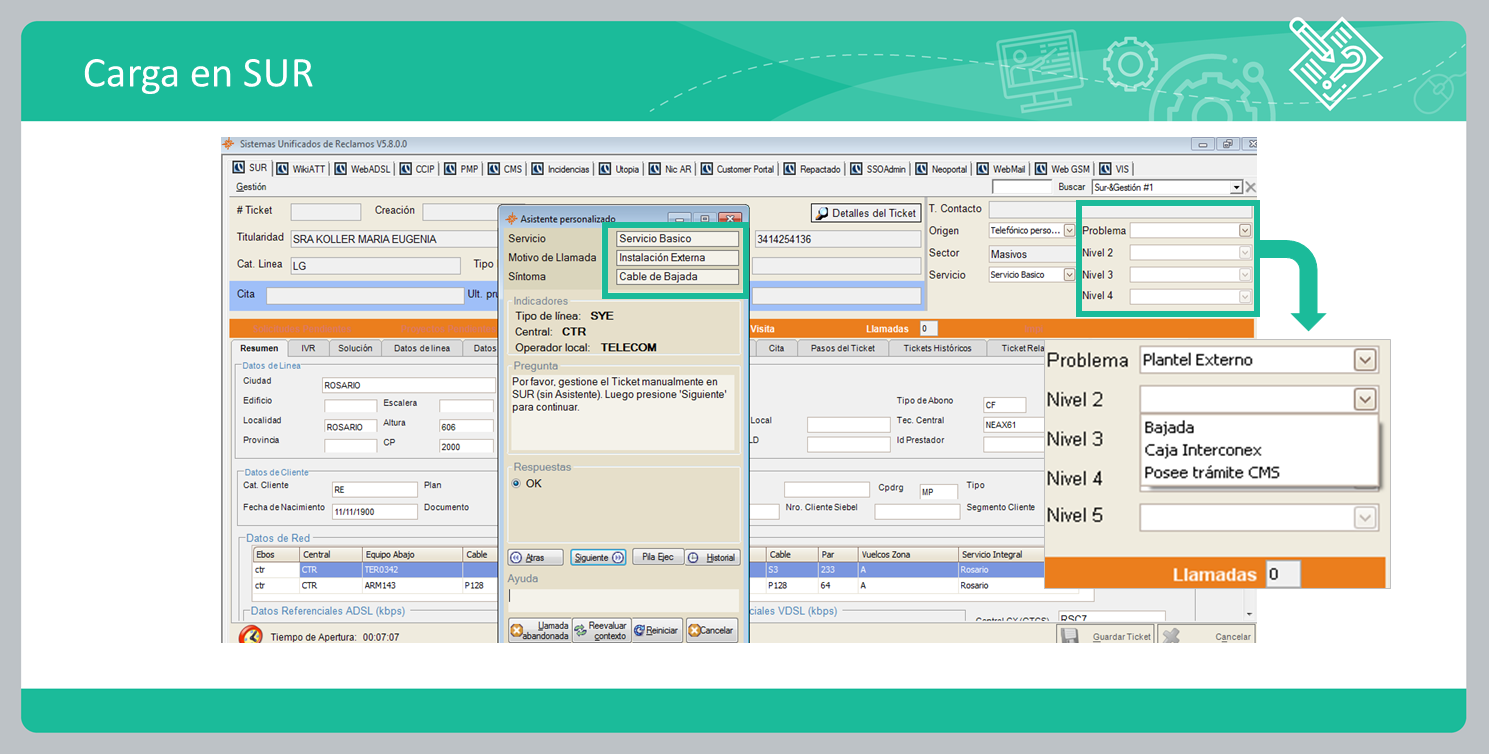 Carga en SUR
Sistemas Unificados de Reclamos V5.8.0.0
SUR WikiATT WebADSL CCIP PMP CMS Incidencias Utopia Nic AR Customer Portal Repactado SSOAdmin Neoportal WebMail Web GSM VIS
Gestión Buscar Sur-&Gestión #1
# Ticket Creación Detalles del Ticket T. Contacto
Titularidad SRA KOLLER MARIA EUGENIA 3414254136 Origen Telefónico perso... Problema
Cat. Linea LG Tipo Sector Masivos Nivel 2
Servicio Servicio Basico Nivel 3
Cita Ult. Nivel 4
Asistente personalizado
Servicio Servicio Basico
Motivo de Llamada Instalación Externa
Síntoma Cable de Bajada
Indicadores
Tipo de línea: SYE
Central: CTR
Operador local: TELECOM
Pregunta
Por favor, gestione el Ticket manualmente en
SUR (sin Asistente). Luego presione 'Siguiente'
para continuar.
Respuestas
OK
Atras Siguiente Pila Ejec Historial
Ayuda
Llamada abandonada Reevaluar contexto Reiniciar Cancelar
Visita Llamadas 0
Resumen IVR Solución Datos de linea Datos Cita Pasos del Ticket Tickets Históricos Ticket Rela
Datos de Linea
Ciudad ROSARIO
Edificio Escalera Tipo de Abono CF
Localidad ROSARIO Altura 606 Local Tec. Central NEAX61
Provincia CP 2000 LD Id Prestador
Datos de Cliente
Cat. Cliente RE Plan Cpdrg MP Tipo
Fecha de Nacimiento 11/11/1900 Documento Nro. Cliente Siebel Segmento Cliente
Datos de Red
Ebos Central Equipo Abajo Cable Cable Par Vuelcos Zona Servicio Integral
ctr CTR TER0342 S3 233 A Rosario
ctr CTR ARM143 P128 P128 64 A Rosario
Datos Referenciales ADSL (kbps) ciales VDSL (kbps)
Tiempo de Apertura: 00:07:07 Guardar Ticket Cancelar
Problema Plantel Externo
Nivel 2
Bajada
Nivel 3 Caja Interconex
Nivel 4 Posee trámite CMS
Nivel 5
Llamadas 0